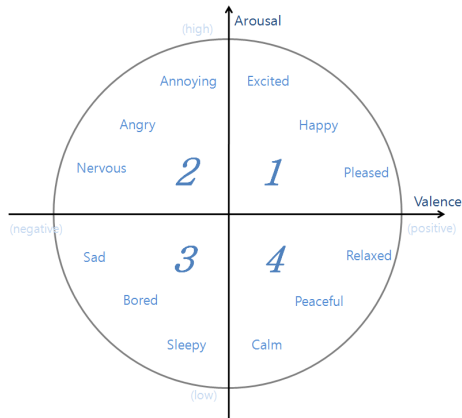 (high)
Arousal
Annoying
Excited
Angry
Happy
Nervous
2
1
Pleased
Valence
(negative)
(positive)
Sad
3
4
Relaxed
Bored
Peaceful
Sleepy
Calm
(low)